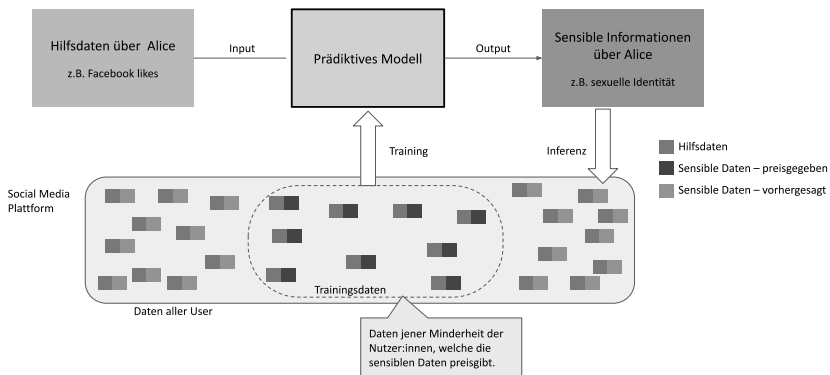 Hilfsdaten über  Alice
z.B. Facebook likes
Input
Prädiktives Modell
Output
Sensible Informationen
über Alice
z.B. sexuelle Identität
Training
Inferenz
Hilfsdaten
Sensible Daten – preisgegeben
Sensible Daten – vorhergesagt
Social Media
Plattform
Trainingsdaten
Daten aller User
Daten jener Minderheit der
Nutzer:innen, welche die
sensiblen Daten preisgibt.